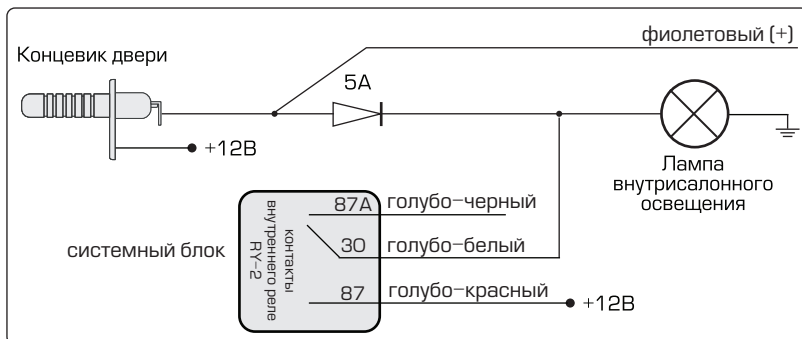 фиолетовый (+)
Концевик двери
5А
+12В
Лампа
внутрисалонного
освещения
87А голубо-черный
системный блок
контакты
внутреннего реле
RY-2
30 голубо-белый
87 голубо-красный
+12В